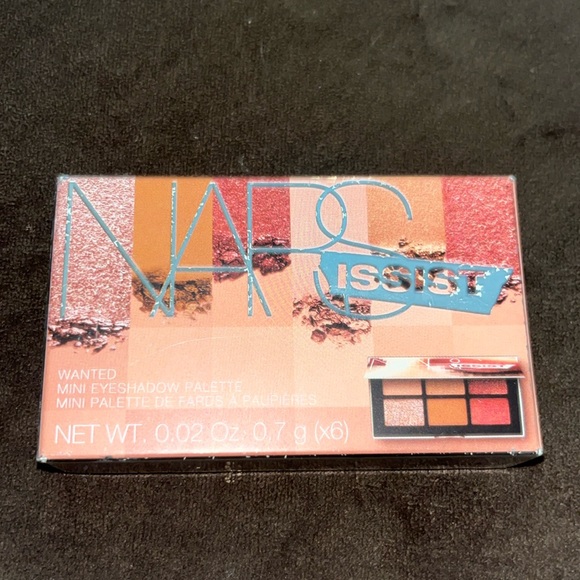 NARS
ISSIST
WANTED
MINI EYESHADOW PALETTE
MINI PALETTE DE FARDS À PAUPIÈRES
NET WT. 0.02 Oz. 0,7 g (x6)